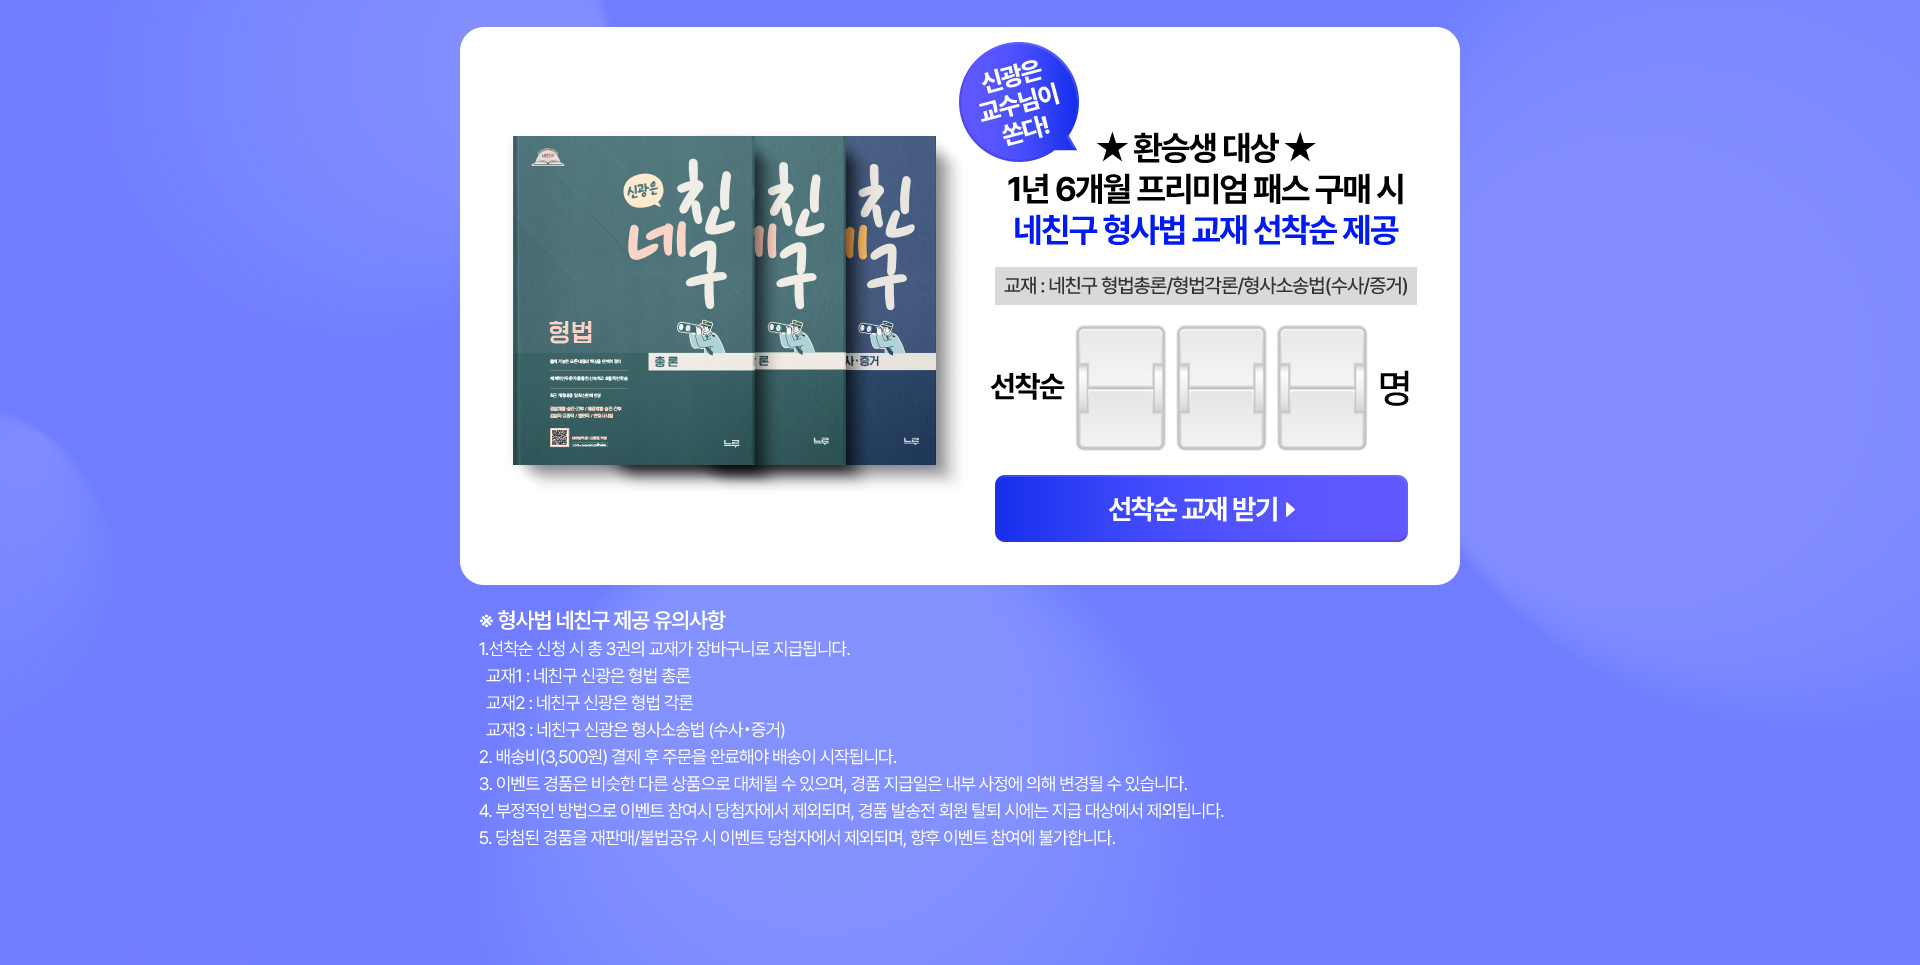 신광은
교수님이
쏜다!
★ 환승생 대상 ★
1년 6개월 프리미엄 패스 구매 시
네친구 형사법 교재 선착순 제공
교재 : 네친구 형법총론/형법각론/형사소송법(수사/증거)
선착순
명
선착순 교재 받기
신광은
네친구
형법
총론
친구
론
친구
사·증거
느루
느루
느루
※ 형사법 네친구 제공 유의사항
1.선착순 신청 시 총 3권의 교재가 장바구니로 지급됩니다.
교재1 : 네친구 신광은 형법 총론
교재2 : 네친구 신광은 형법 각론
교재3 : 네친구 신광은 형사소송법 (수사•증거)
2. 배송비(3,500원) 결제 후 주문을 완료해야 배송이 시작됩니다.
3. 이벤트 경품은 비슷한 다른 상품으로 대체될 수 있으며, 경품 지급일은 내부 사정에 의해 변경될 수 있습니다.
4. 부정적인 방법으로 이벤트 참여시 당첨자에서 제외되며, 경품 발송전 회원 탈퇴 시에는 지급 대상에서 제외됩니다.
5. 당첨된 경품을 재판매/불법공유 시 이벤트 당첨자에서 제외되며, 향후 이벤트 참여에 불가합니다.